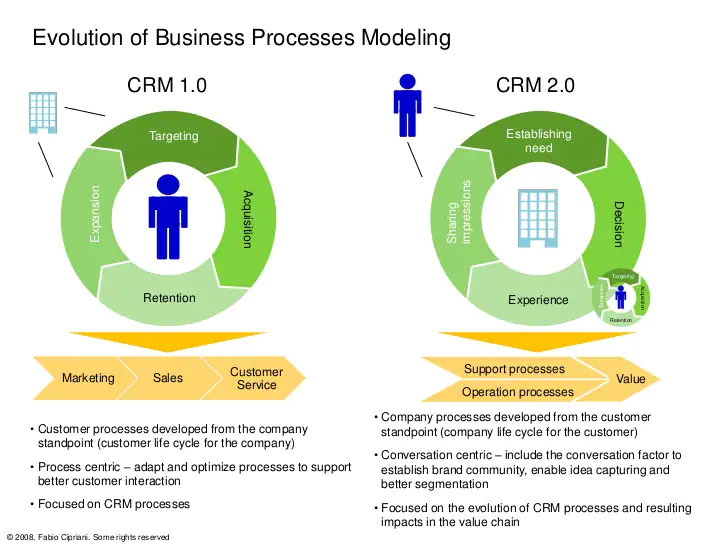 Evolution of Business Processes Modeling
CRM 1.0
Targeting
Acquisition
Retention
Expansion
Marketing
Sales
Customer
Service
• Customer processes developed from the company
standpoint (customer life cycle for the company)
• Process centric – adapt and optimize processes to support
better customer interaction
• Focused on CRM processes
CRM 2.0
Establishing
need
Decision
Experience
Sharing
impressions
Targeting
Acquisition
Retention
Expansion
Support processes
Operation processes
Value
• Company processes developed from the customer
standpoint (company life cycle for the customer)
• Conversation centric – include the conversation factor to
establish brand community, enable idea capturing and
better segmentation
• Focused on the evolution of CRM processes and resulting
impacts in the value chain
© 2008, Fabio Cipriani. Some rights reserved